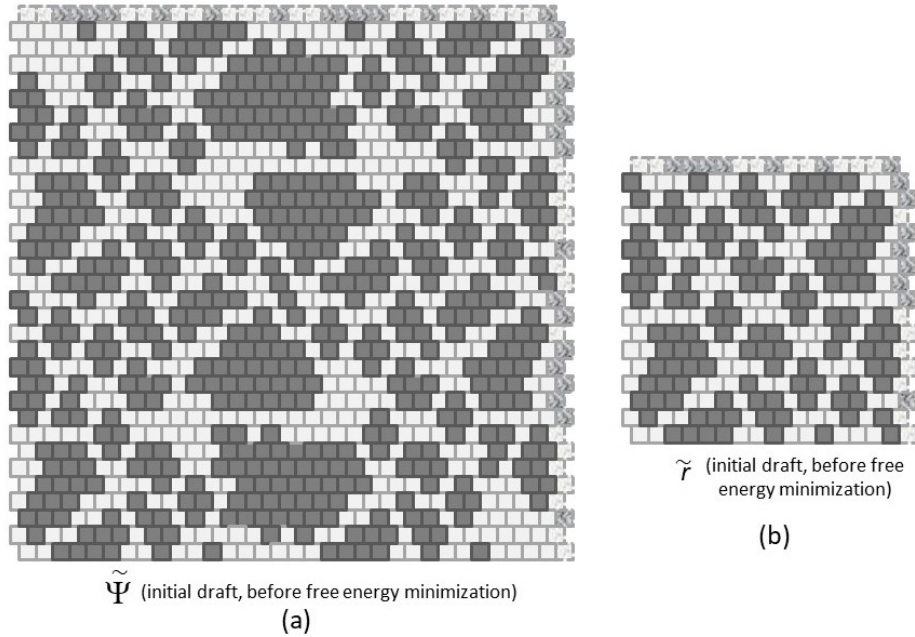 r̃ (initial draft, before free
energy minimization)
(b)
Ψ̃ (initial draft, before free energy minimization)
(a)